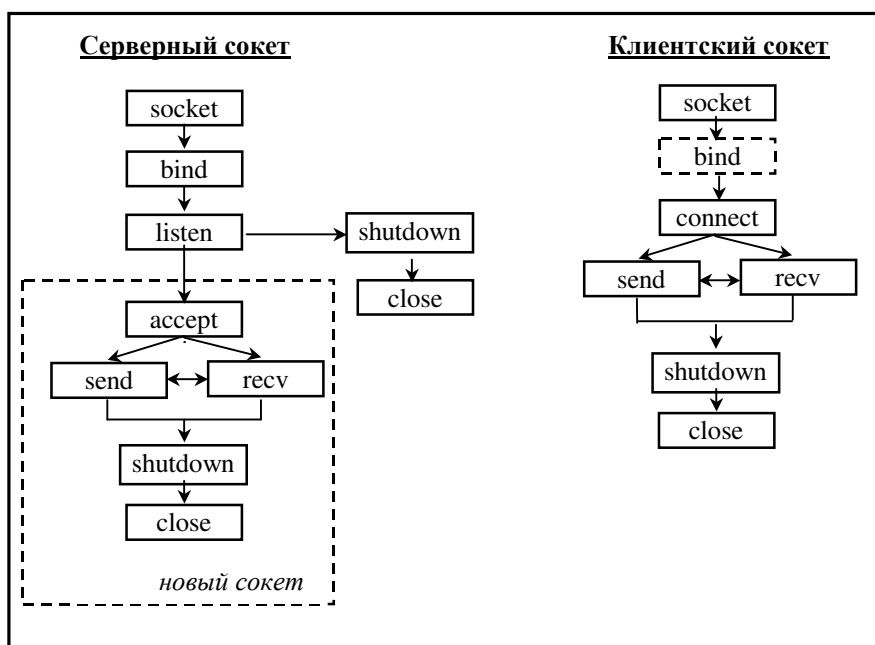 Серверный сокет
socket
bind
listen
shutdown
close
accept
send
recv
shutdown
close
новый сокет
Клиентский сокет
socket
bind
connect
send
recv
shutdown
close